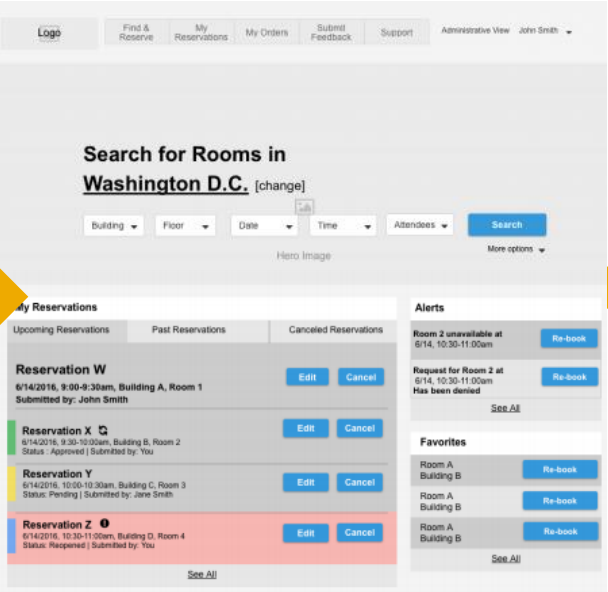 Logo
Find & Reserve
My Reservations
My Orders
Submit Feedback
Support
Administrative View
John Smith
Search for Rooms in
Washington D.C. [change]
Building
Floor
Date
Time
Attendees
Search
More options
Hero Image
My Reservations
Upcoming Reservations
Past Reservations
Canceled Reservations
Reservation W
6/14/2016, 9:00-9:30am, Building A, Room 1
Submitted by: John Smith
Edit
Cancel
Reservation X
6/14/2016, 9:30-10:00am, Building B, Room 2
Status : Approved | Submitted by: You
Edit
Cancel
Reservation Y
6/14/2016, 10:00-10:30am, Building C, Room 3
Status: Pending | Submitted by: Jane Smith
Edit
Cancel
Reservation Z
6/14/2016, 10:30-11:00am, Building D, Room 4
Status: Reopened | Submitted by: You
Edit
Cancel
See All
Alerts
Room 2 unavailable at
6/14, 10:30-11:00am
Re-book
Request for Room 2 at
6/14, 10:30-11:00am
Has been denied
Re-book
See All
Favorites
Room A
Building B
Re-book
Room A
Building B
Re-book
Room A
Building B
Re-book
See All